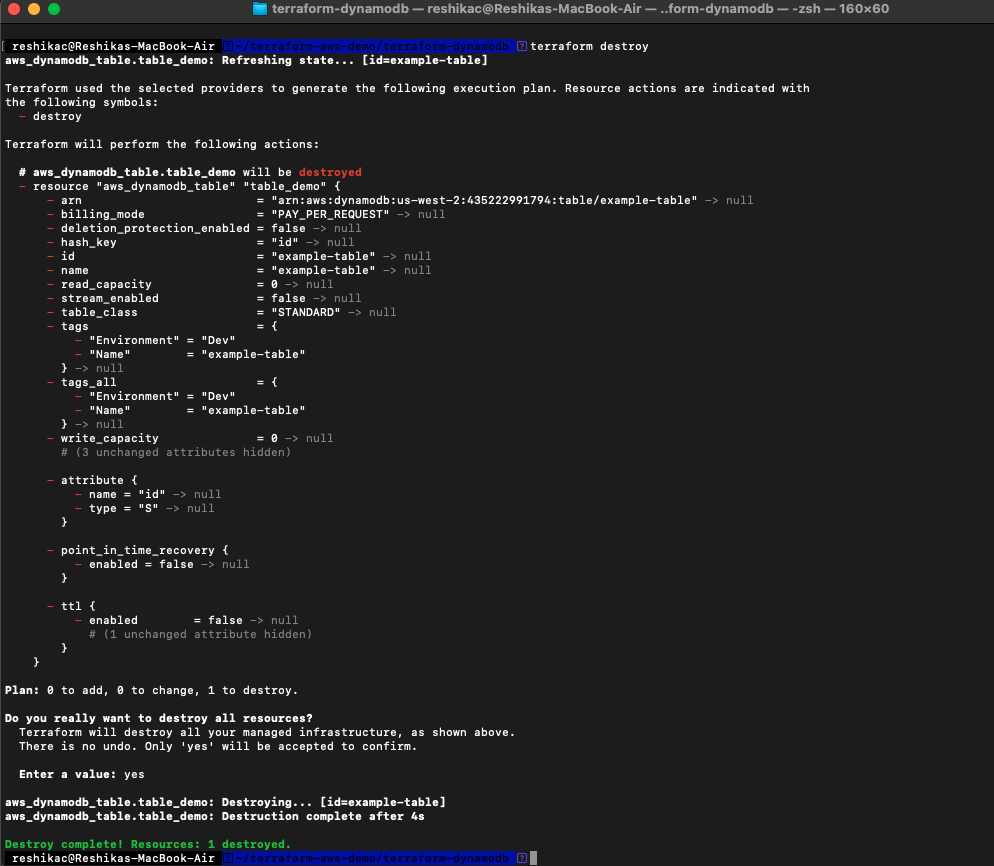 terraform-dynamodb — reshikac@Reshikas-MacBook-Air — ..form-dynamodb — -zsh — 160×60
[ reshikac@Reshikas-MacBook-Air ? ~/terraform-aws-demo/terraform-dynamodb ? terraform destroy
aws_dynamodb_table.table_demo: Refreshing state... [id=example-table]
Terraform used the selected providers to generate the following execution plan. Resource actions are indicated with
the following symbols:
  - destroy
Terraform will perform the following actions:
  # aws_dynamodb_table.table_demo will be destroyed
  - resource "aws_dynamodb_table" "table_demo" {
      - arn                         = "arn:aws:dynamodb:us-west-2:435222991794:table/example-table" -> null
      - billing_mode                = "PAY_PER_REQUEST" -> null
      - deletion_protection_enabled = false -> null
      - hash_key                    = "id" -> null
      - id                          = "example-table" -> null
      - name                        = "example-table" -> null
      - read_capacity               = 0 -> null
      - stream_enabled              = false -> null
      - table_class                 = "STANDARD" -> null
      - tags                        = {
          - "Environment" = "Dev"
          - "Name"        = "example-table"
        } -> null
      - tags_all                    = {
          - "Environment" = "Dev"
          - "Name"        = "example-table"
        } -> null
      - write_capacity              = 0 -> null
        # (3 unchanged attributes hidden)
      - attribute {
          - name = "id" -> null
          - type = "S" -> null
        }
      - point_in_time_recovery {
          - enabled = false -> null
        }
      - ttl {
          - enabled        = false -> null
            # (1 unchanged attribute hidden)
        }
    }
Plan: 0 to add, 0 to change, 1 to destroy.
Do you really want to destroy all resources?
  Terraform will destroy all your managed infrastructure, as shown above.
  There is no undo. Only 'yes' will be accepted to confirm.
  Enter a value: yes
aws_dynamodb_table.table_demo: Destroying... [id=example-table]
aws_dynamodb_table.table_demo: Destruction complete after 4s
Destroy complete! Resources: 1 destroyed.
 reshikac@Reshikas-MacBook-Air ? ~/terraform-aws-demo/terraform-dynamodb ?